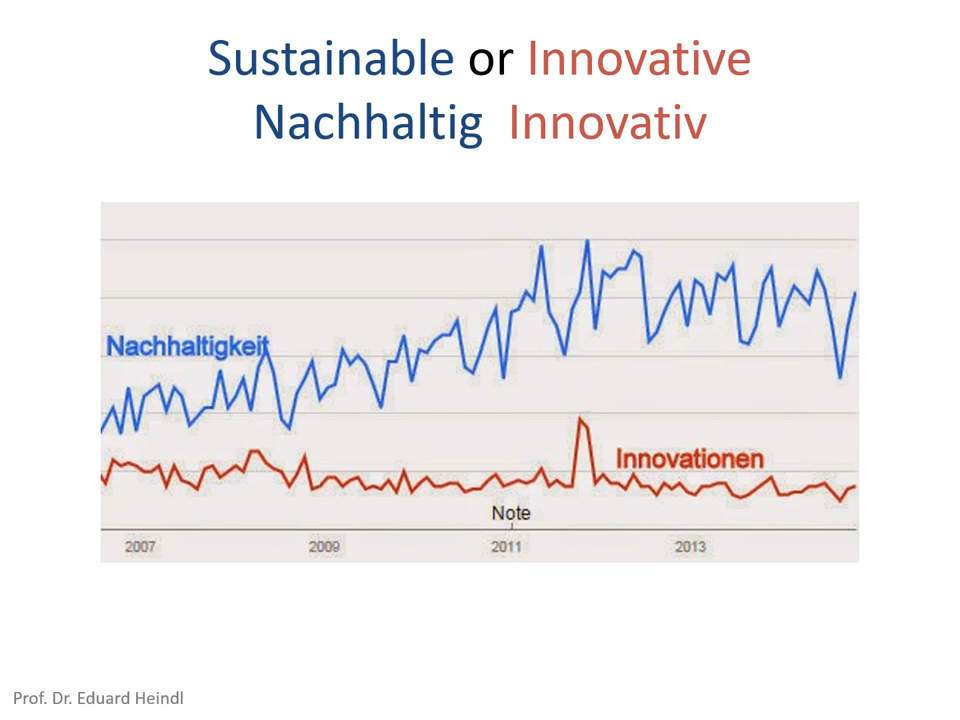 Sustainable or Innovative
Nachhaltig Innovativ
Nachhaltigkeit
Innovationen
Note
2007 2009 2011 2013
Prof. Dr. Eduard Heindl